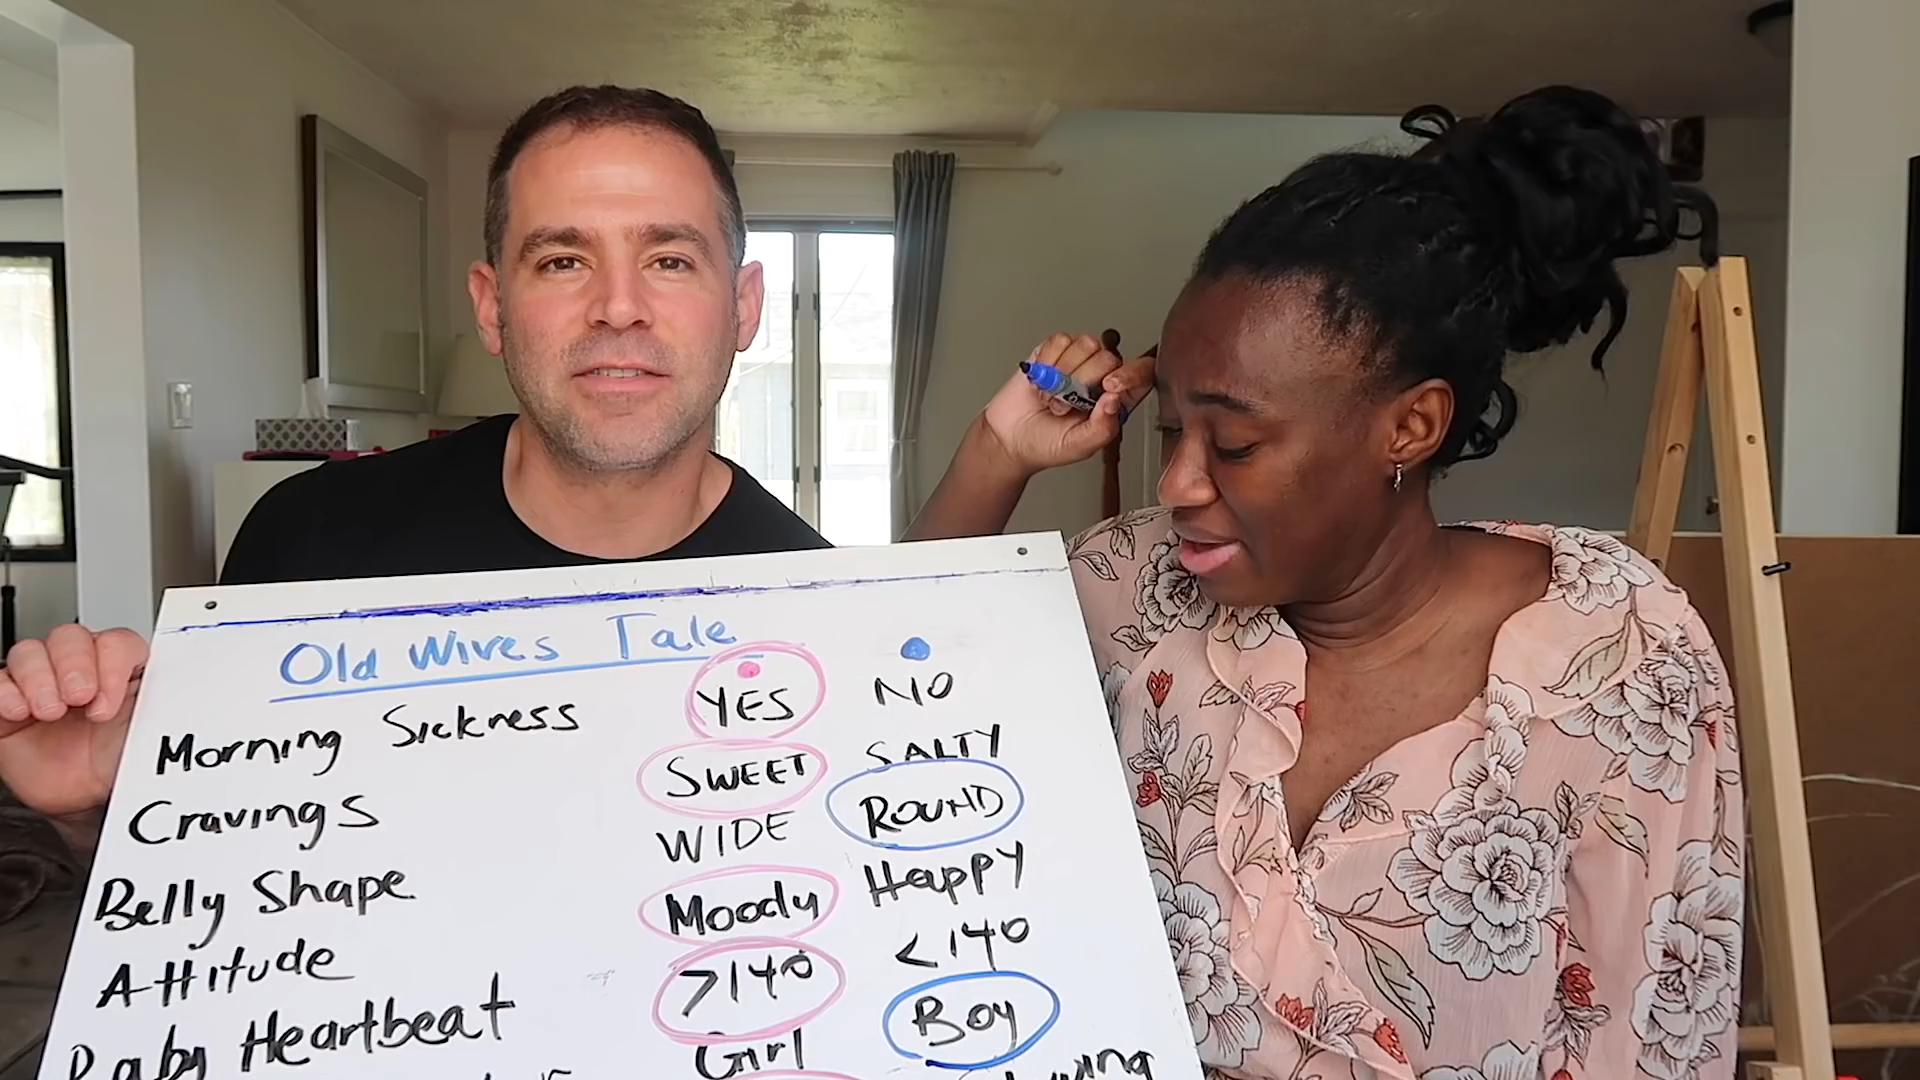 Old Wives Tale
Morning Sickness YES NO
Cravings SWEET SALTY
Belly Shape WIDE ROUND
Attitude Moody Happy
Baby Heartbeat >140 <140
Girl Boy